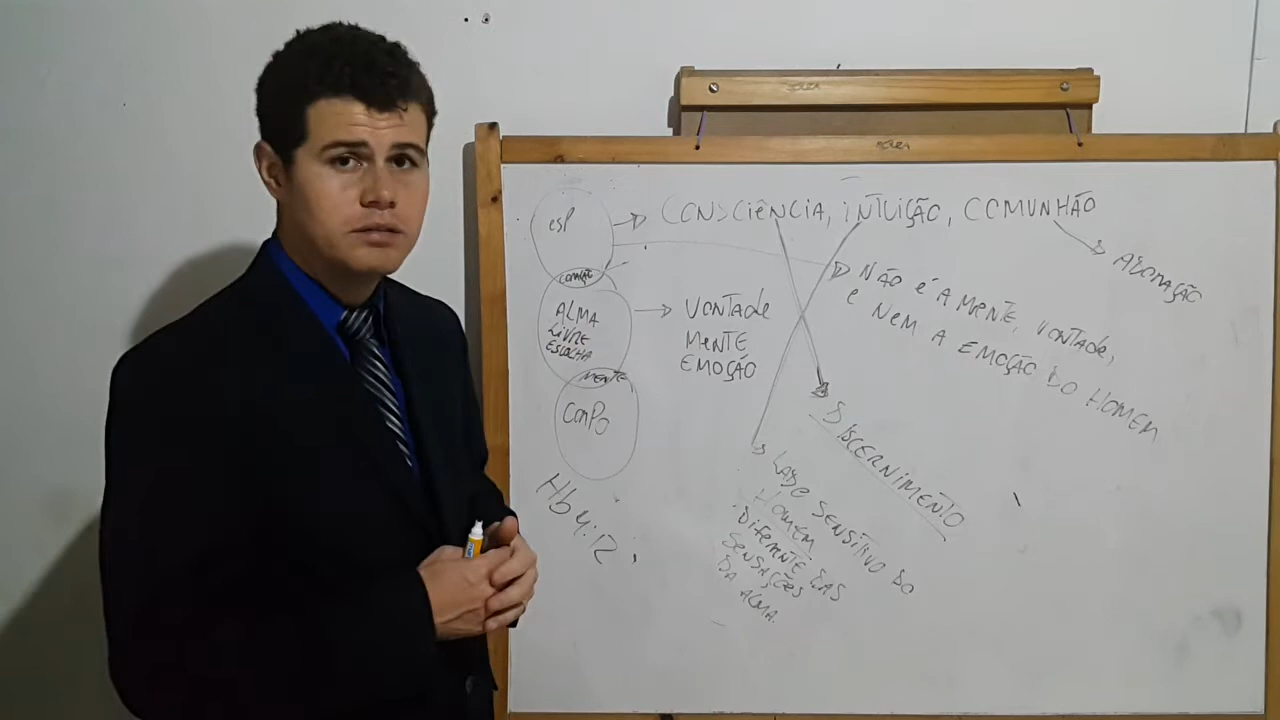 esp → CONSCIÊNCIA, INTUIÇÃO, COMUNHÃO
ADORAÇÃO
CORAÇÃO
NÃO É A MENTE, VONTADE,
e NEM A EMOÇÃO DO HOMEM
ALMA
LIVRE
ESCOLHA
→ VONTADE
MENTE
EMOÇÃO
MENTE
CORPO
DISCERNIMENTO
Hb 4:12
LADO SENSITIVO DO
HOMEM
DIFERENTE DAS
SENSAÇÕES
DA ALMA.